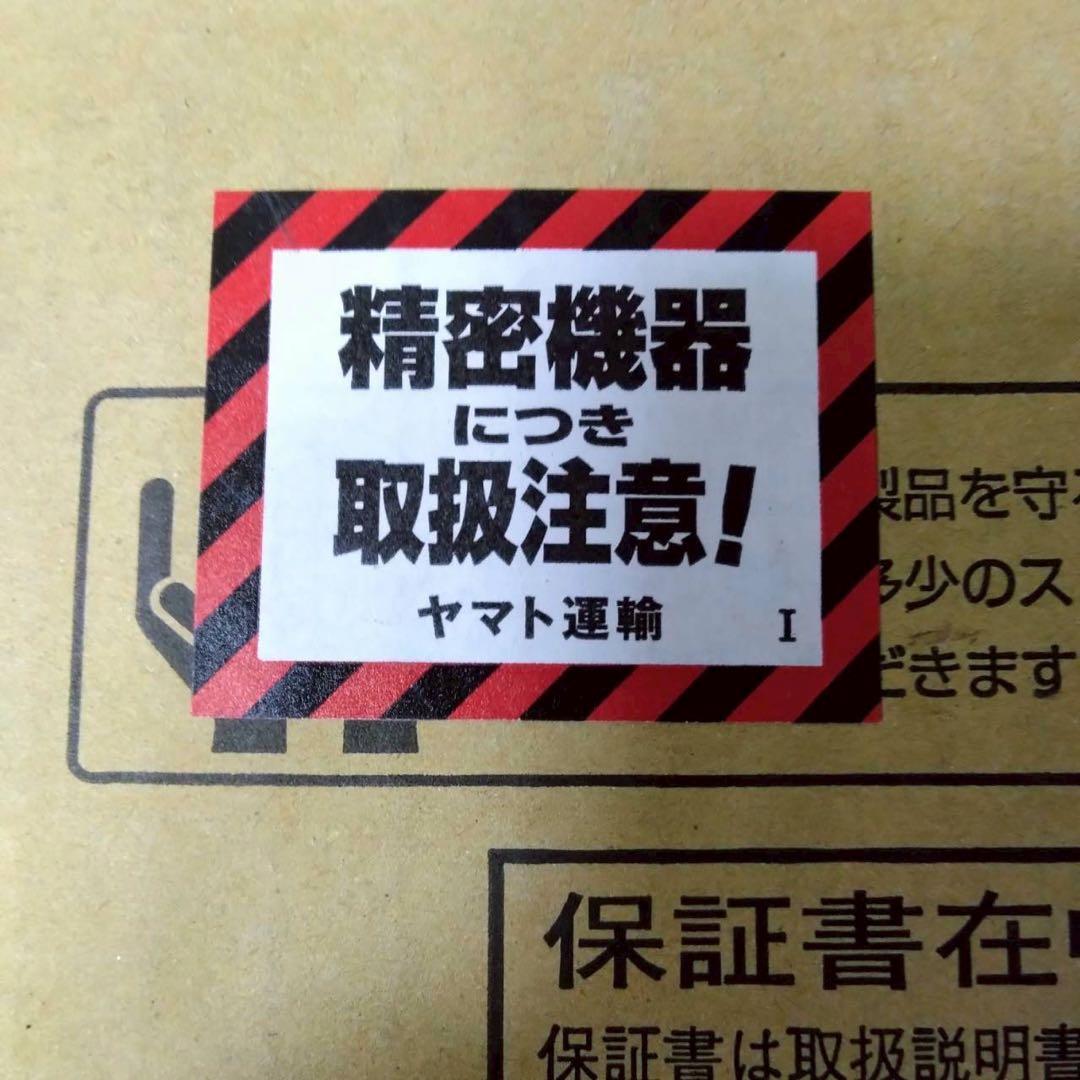 精密機器
につき
取扱注意!
ヤマト運輸
I
製品を守
多少のス
だきます
保証書在中
保証書は取扱説明書